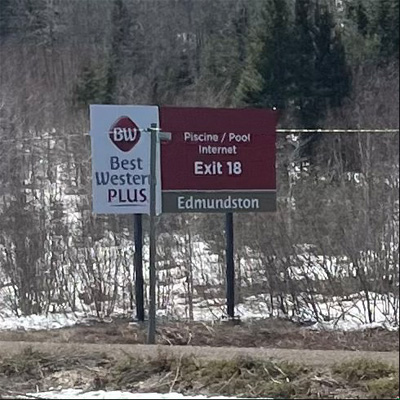 BW
Best
Western
PLUS
Piscine / Pool
Internet
Exit 18
Edmundston